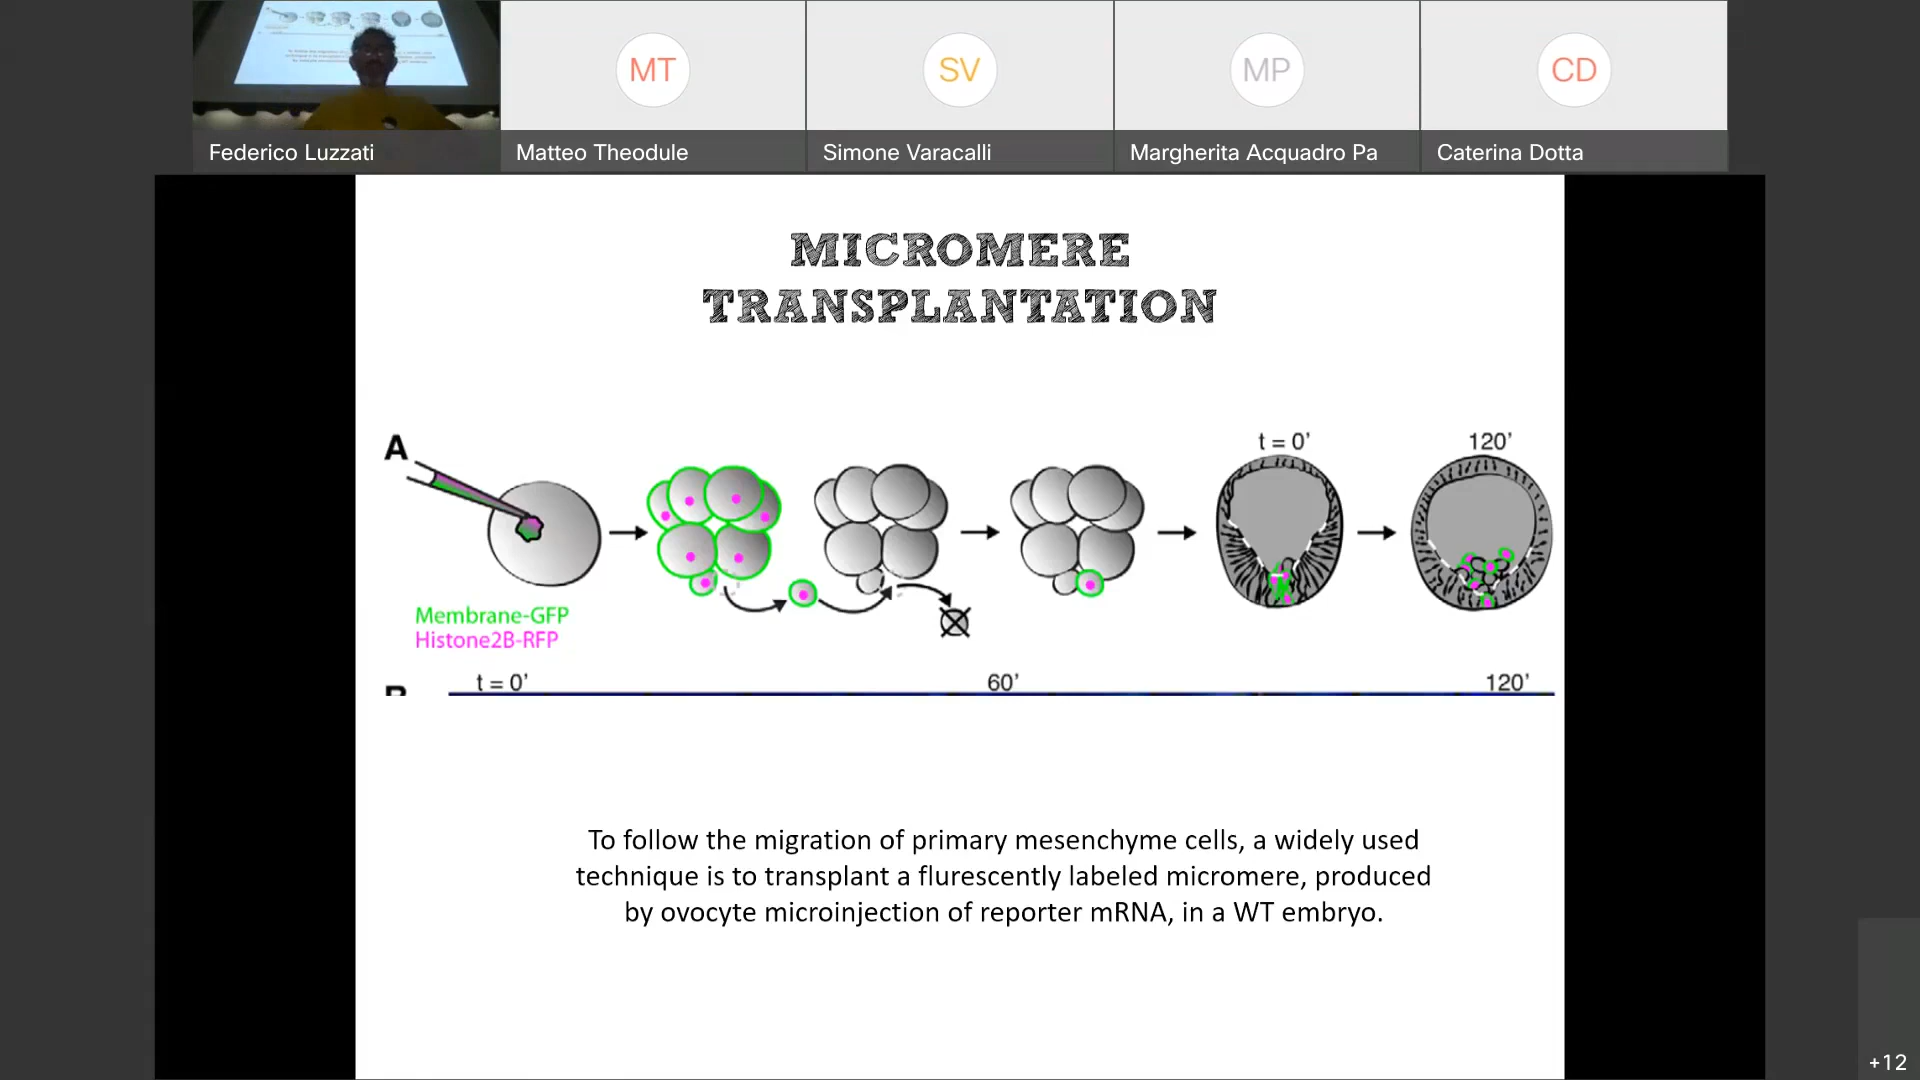 MT
SV
MP
CD
Federico Luzzati
Matteo Theodule
Simone Varacalli
Margherita Acquadro Pa
Caterina Dotta
MICROMERE
TRANSPLANTATION
A
t = 0'
120'
Membrane-GFP
Histone2B-RFP
B
t = 0'
60'
120'
To follow the migration of primary mesenchyme cells, a widely used
technique is to transplant a flurescently labeled micromere, produced
by ovocyte microinjection of reporter mRNA, in a WT embryo.
+12